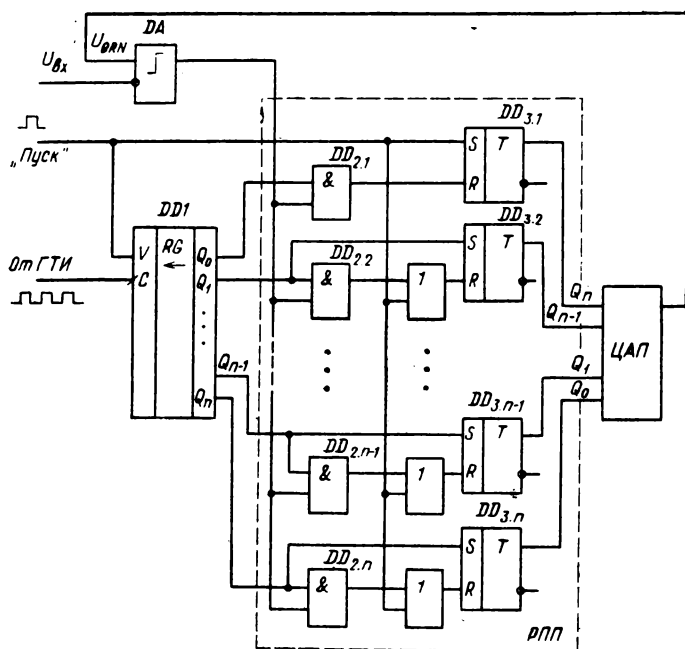 DA
U_ОRN
U_вх
DD_3.1
„Пуск"
S T
DD_2.1
&
R
DD1
DD_3.2
V RG Q_0
S T
От ГТИ
DD_2.2
C ← Q_1
& 1 R
Q_n
Q_n-1
ЦАП
Q_n-1
Q_1
Q_n
Q_0
DD_3.n-1
S T
DD_2.n-1
& 1 R
DD_3.n
DD_2.n
S T
& 1 R
РПП